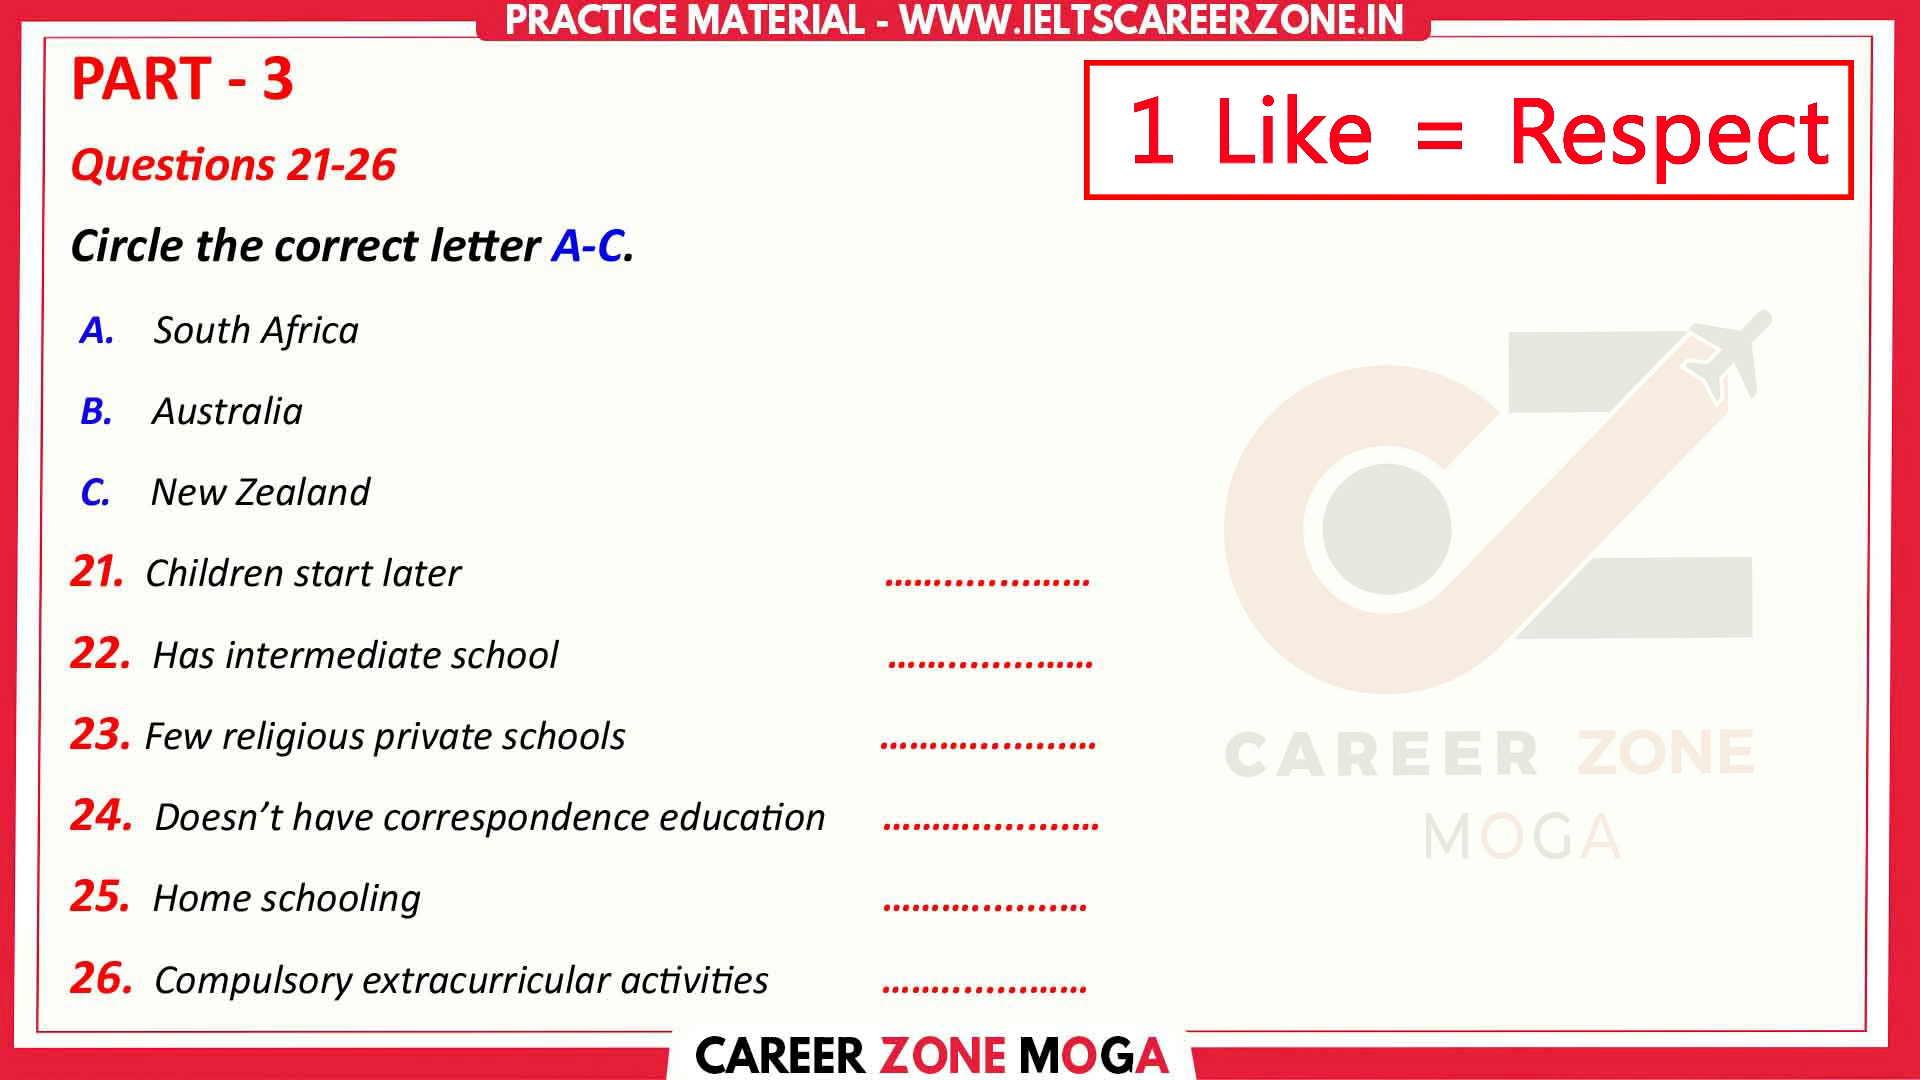 PRACTICE MATERIAL - WWW.IELTSCAREERZONE.IN
PART - 3
1 Like = Respect
Questions 21-26
Circle the correct letter A-C.
A. South Africa
B. Australia
C. New Zealand
21. Children start later ......................
22. Has intermediate school ......................
23. Few religious private schools ......................
24. Doesn’t have correspondence education ......................
25. Home schooling ......................
26. Compulsory extracurricular activities ......................
CAREER ZONE
MOGA
CAREER ZONE MOGA